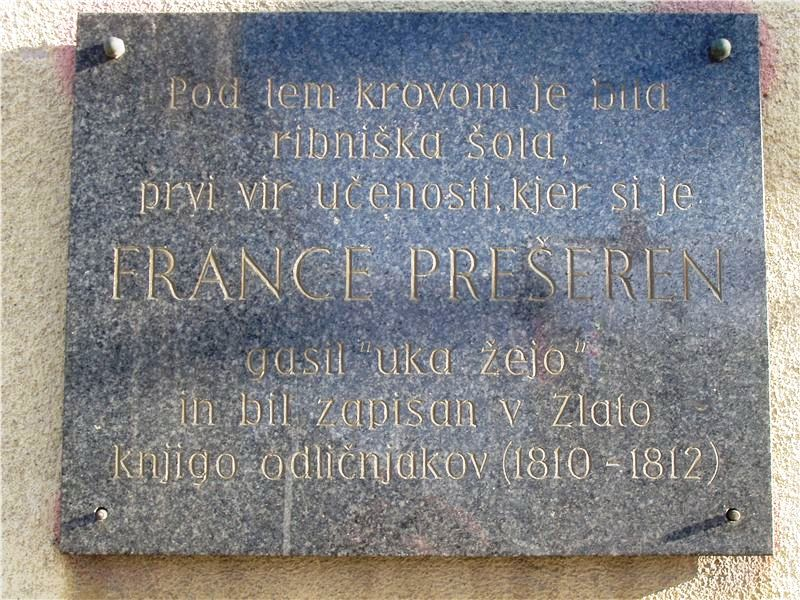 Pod tem krovom je bila
ribniška šola,
prvi vir učenosti, kjer si je
FRANCE PREŠEREN
gasil "uka žejo"
in bil zapisan v Zlato
knjigo odličnjakov (1810 - 1812)